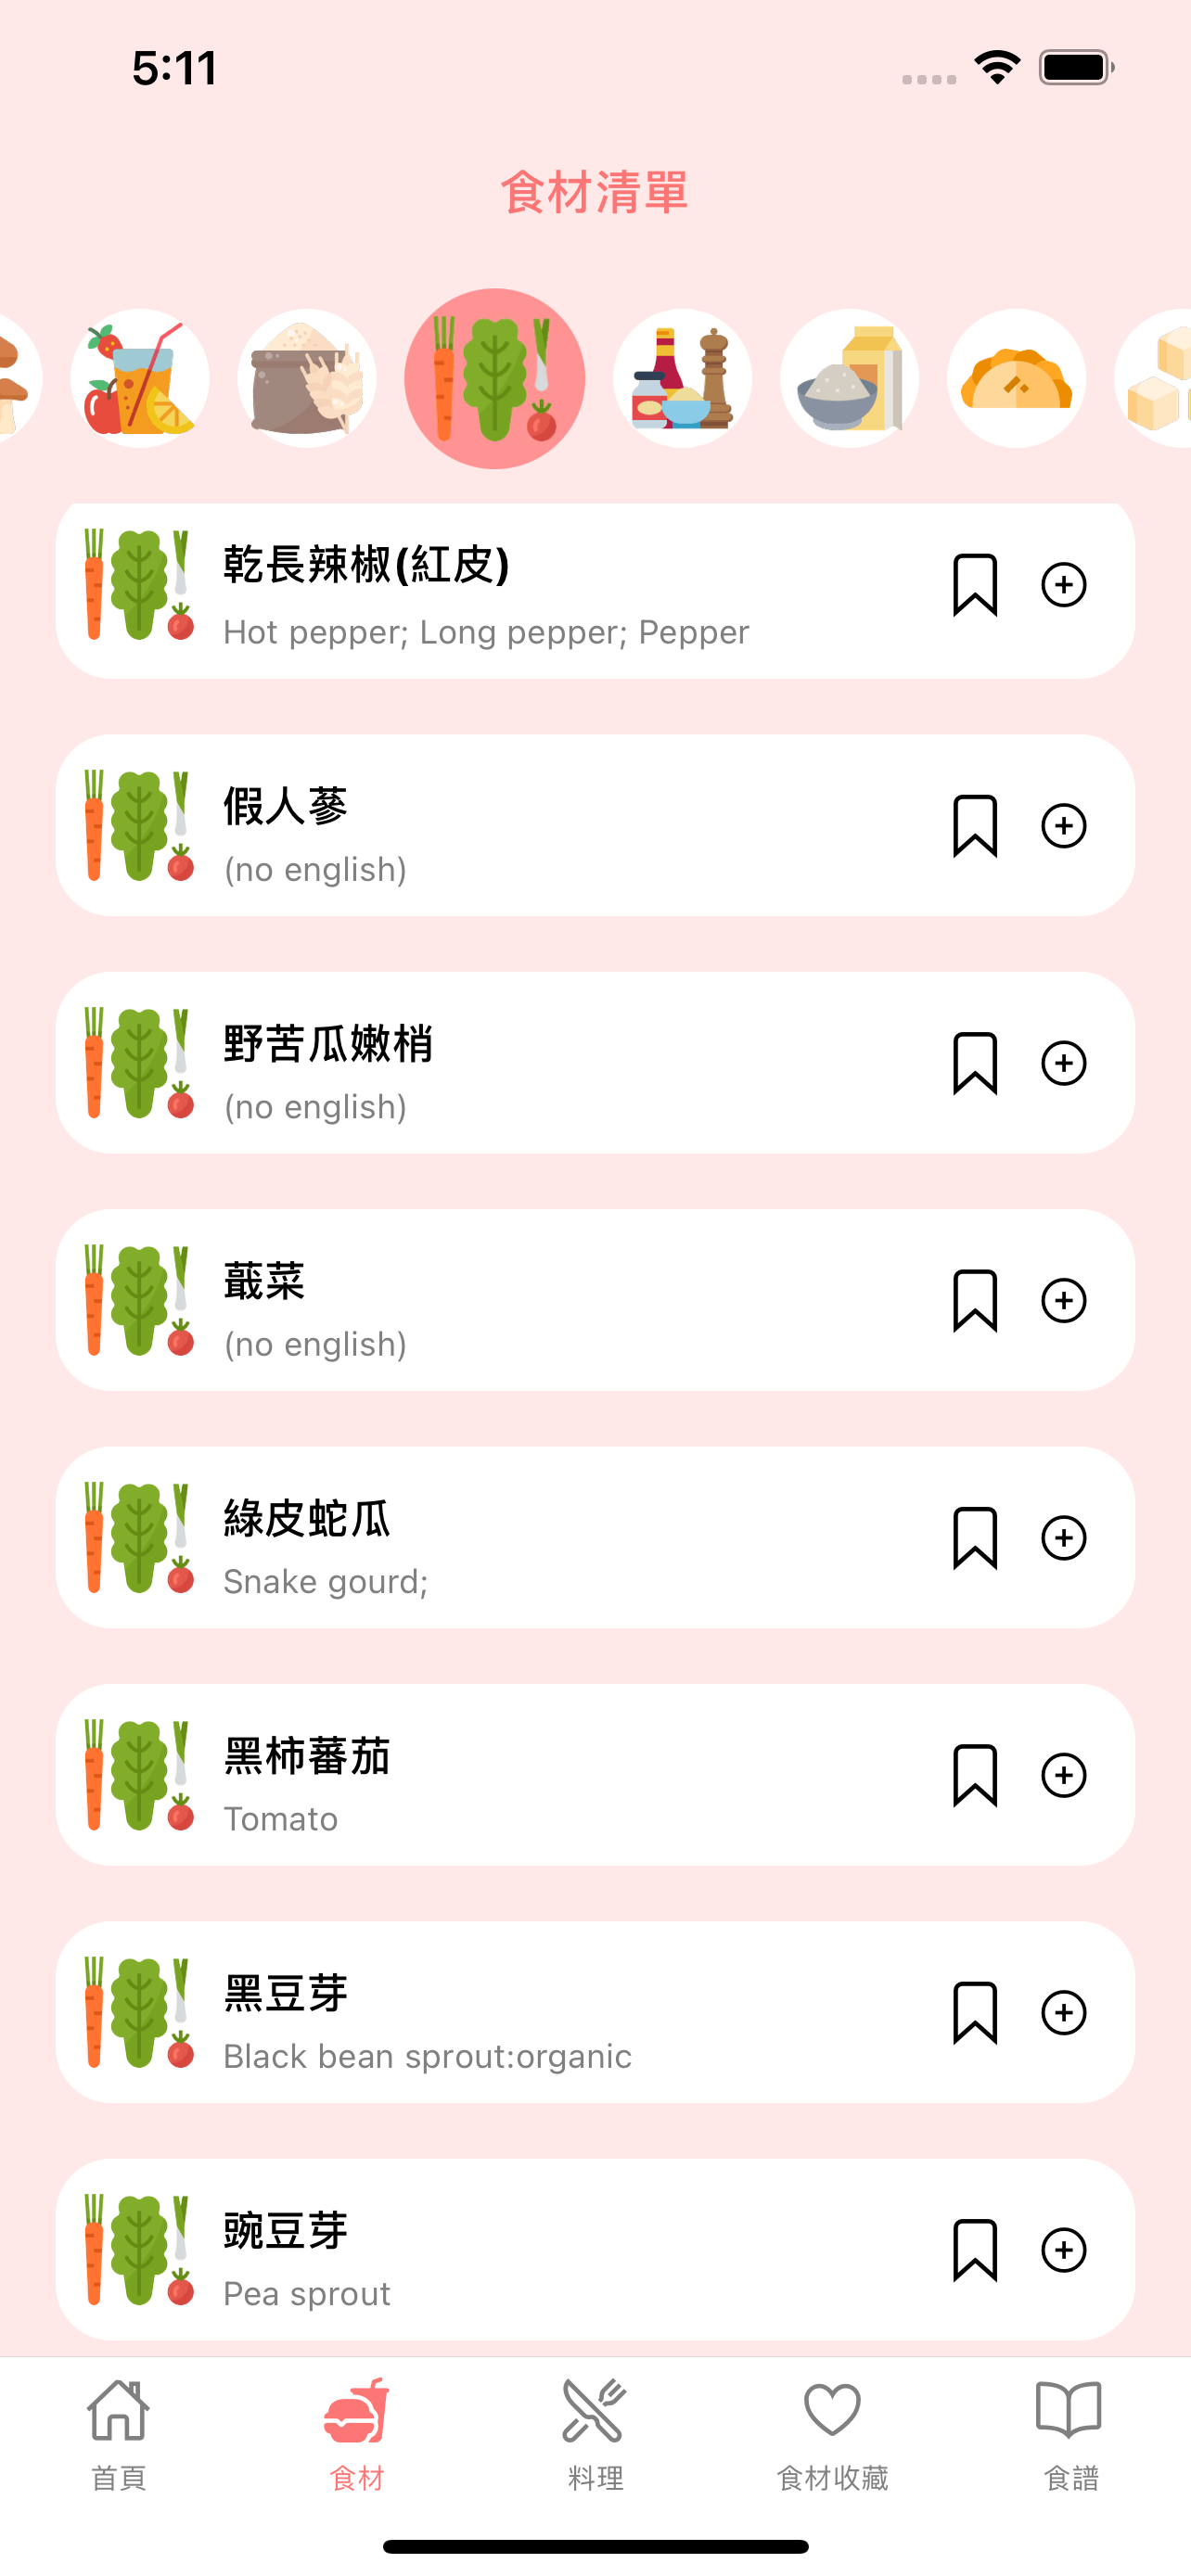 5:11
食材清單
乾長辣椒(紅皮)
Hot pepper; Long pepper; Pepper
假人蔘
(no english)
野苦瓜嫩梢
(no english)
蕺菜
(no english)
綠皮蛇瓜
Snake gourd;
黑柿蕃茄
Tomato
黑豆芽
Black bean sprout:organic
豌豆芽
Pea sprout
首頁
食材
料理
食材收藏
食譜